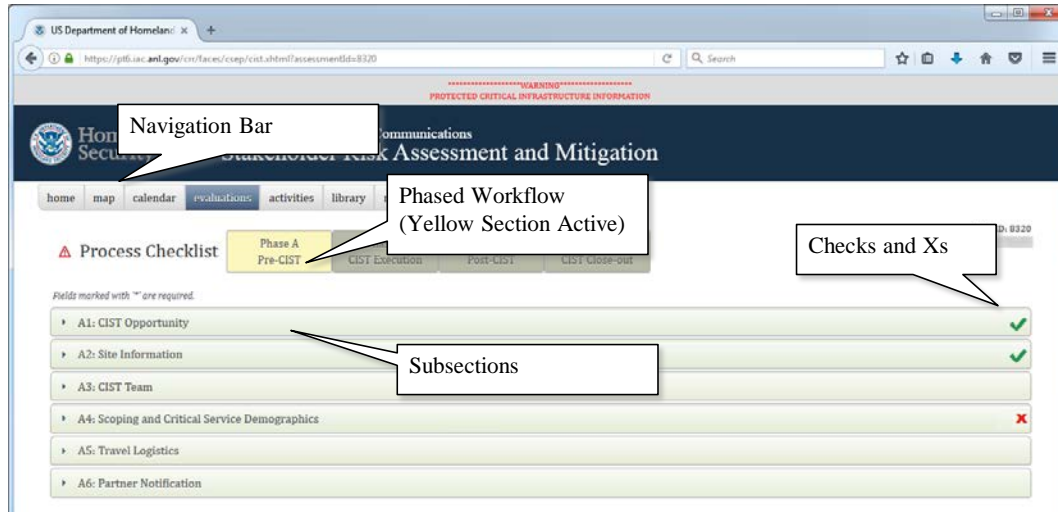 US Department of Homeland
https://pt6.iac.anl.gov/crr/faces/csep/cist.xhtml?assessmentId=8320
Search
********************WARNING********************
PROTECTED CRITICAL INFRASTRUCTURE INFORMATION
Navigation Bar
Communications
Stakeholder Risk Assessment and Mitigation
home map calendar evaluations activities library
Phased Workflow
(Yellow Section Active)
ID: 8320
Checks and Xs
Process Checklist
Phase A
Pre-CIST
CIST Execution
Post-CIST
CIST Close-out
Fields marked with '*' are required.
A1: CIST Opportunity
A2: Site Information
Subsections
A3: CIST Team
A4: Scoping and Critical Service Demographics
A5: Travel Logistics
A6: Partner Notification